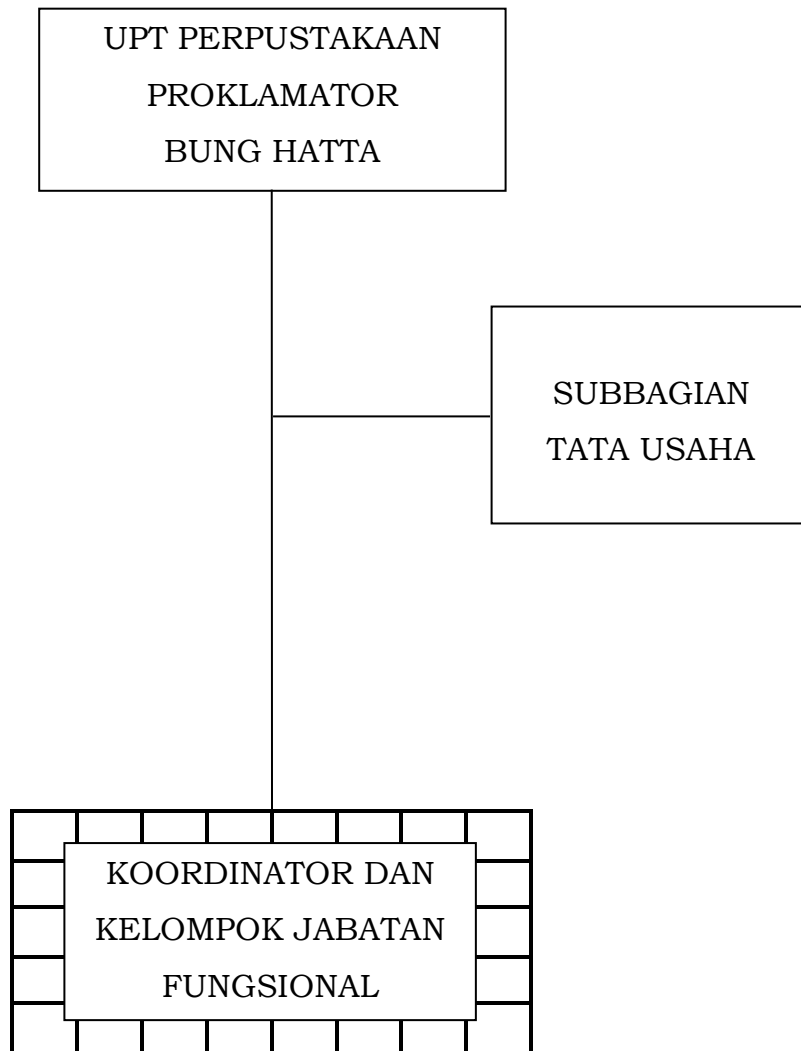 UPT PERPUSTAKAAN
PROKLAMATOR
BUNG HATTA
SUBBAGIAN
TATA USAHA
KOORDINATOR DAN
KELOMPOK JABATAN
FUNGSIONAL